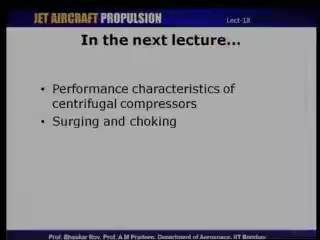 JET AIRCRAFT PROPULSION
Lect-18
In the next lecture...
• Performance characteristics of
centrifugal compressors
• Surging and choking
Prof. Bhaskar Roy, Prof. A M Pradeep, Department of Aerospace, IIT Bombay